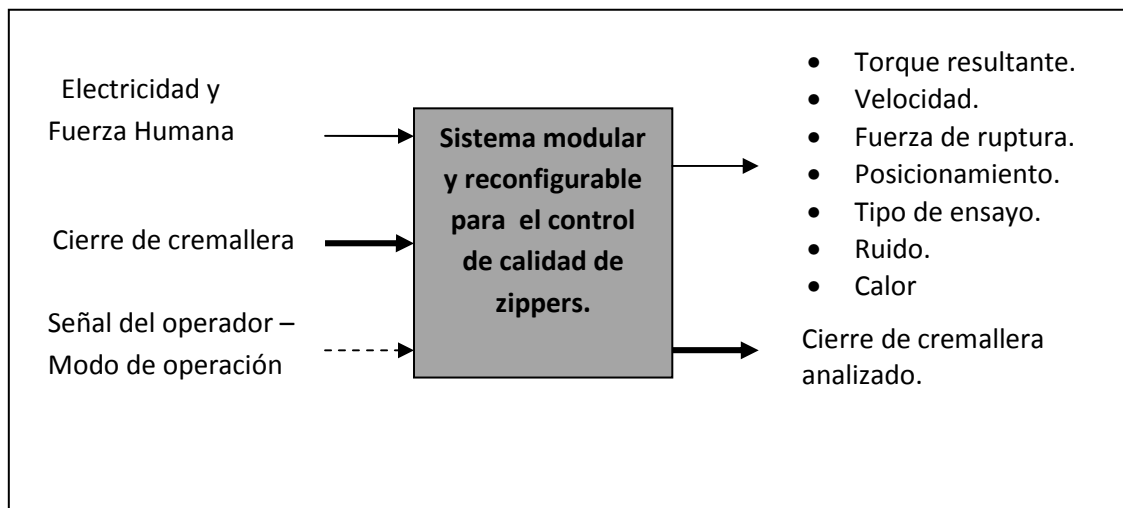 Electricidad y
Fuerza Humana
Cierre de cremallera
Señal del operador –
Modo de operación
Sistema modular
y reconfigurable
para el control
de calidad de
zippers.
• Torque resultante.
• Velocidad.
• Fuerza de ruptura.
• Posicionamiento.
• Tipo de ensayo.
• Ruido.
• Calor
Cierre de cremallera
analizado.